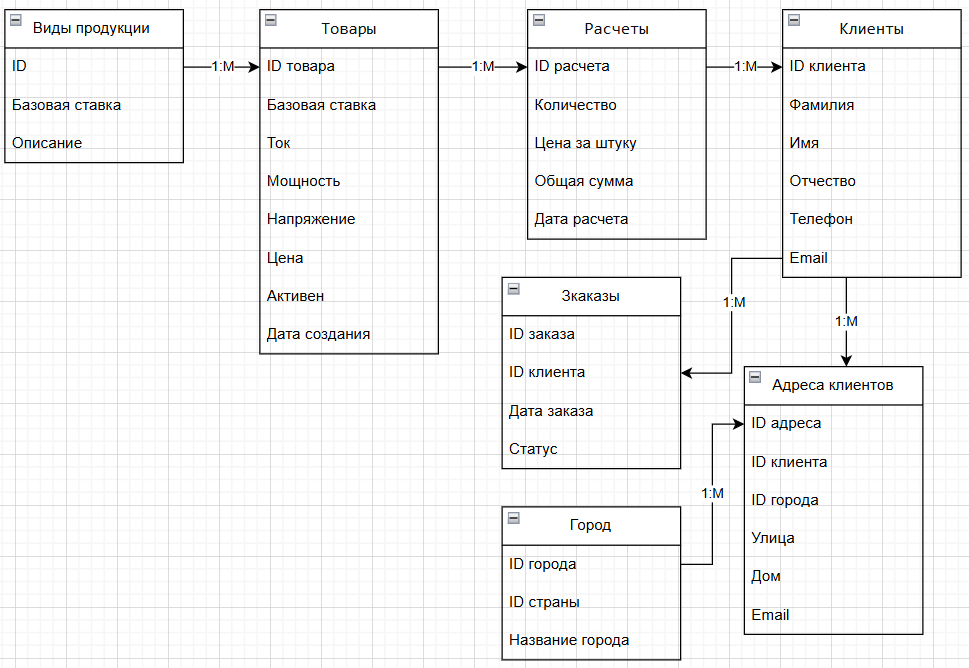 Виды продукции
ID
Базовая ставка
Описание
1:М
Товары
ID товара
Базовая ставка
Ток
Мощность
Напряжение
Цена
Активен
Дата создания
1:М
Расчеты
ID расчета
Количество
Цена за штуку
Общая сумма
Дата расчета
1:М
Клиенты
ID клиента
Фамилия
Имя
Отчество
Телефон
Email
1:М
1:М
Зкаказы
ID заказа
ID клиента
Дата заказа
Статус
Адреса клиентов
ID адреса
ID клиента
ID города
Улица
Дом
Email
1:М
Город
ID города
ID страны
Название города